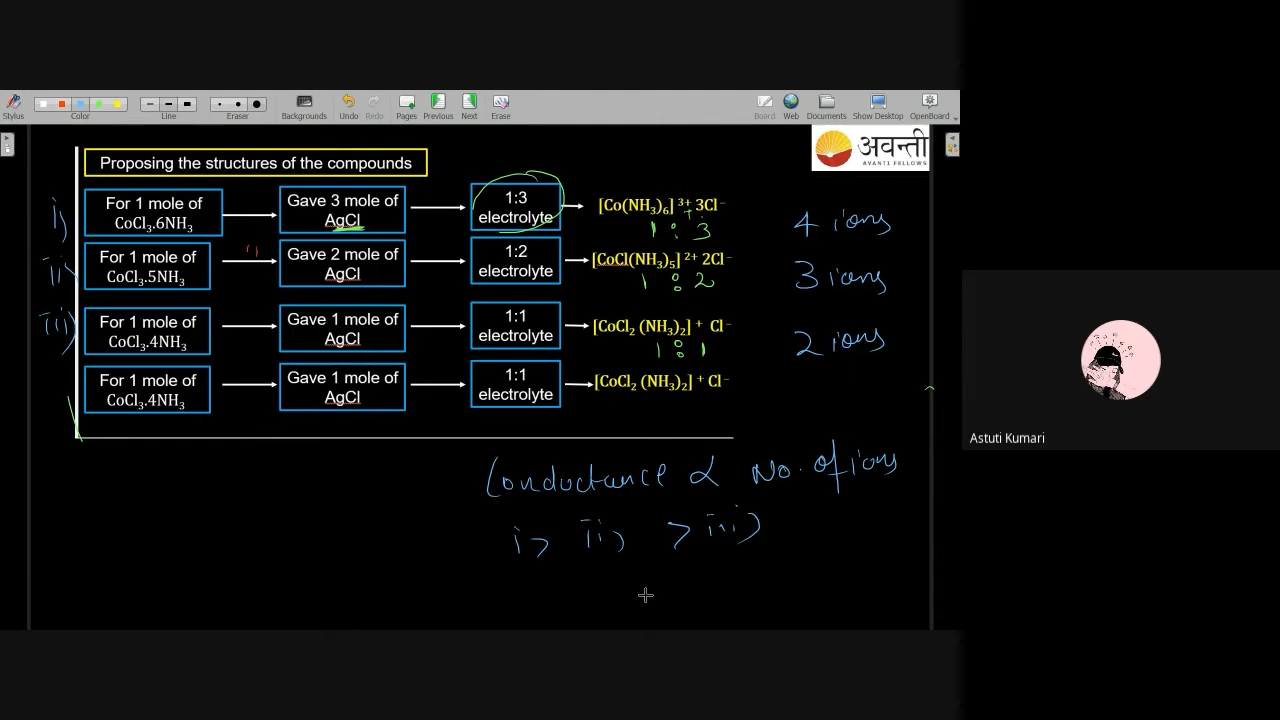 Stylus
Color
Line
Eraser
Backgrounds
Undo
Redo
Pages
Previous
Next
Erase
Board
Web
Documents
Show Desktop
OpenBoard
अवन्ती
AVANTI FELLOWS
Proposing the structures of the compounds
i)
For 1 mole of
CoCl₃.6NH₃
Gave 3 mole of
AgCl
1:3
electrolyte
[Co(NH₃)₆] ³⁺ 3Cl⁻
1 : 3
4 ions
ii)
For 1 mole of
CoCl₃.5NH₃
Gave 2 mole of
AgCl
1:2
electrolyte
[CoCl(NH₃)₅] ²⁺ 2Cl⁻
1 : 2
3 ions
iii)
For 1 mole of
CoCl₃.4NH₃
Gave 1 mole of
AgCl
1:1
electrolyte
[CoCl₂ (NH₃)₂] + Cl⁻
1 : 1
2 ions
For 1 mole of
CoCl₃.4NH₃
Gave 1 mole of
AgCl
1:1
electrolyte
[CoCl₂ (NH₃)₂] ⁺ Cl⁻
Conductance ∝ No. of ions
i > ii) > iii)
Astuti Kumari